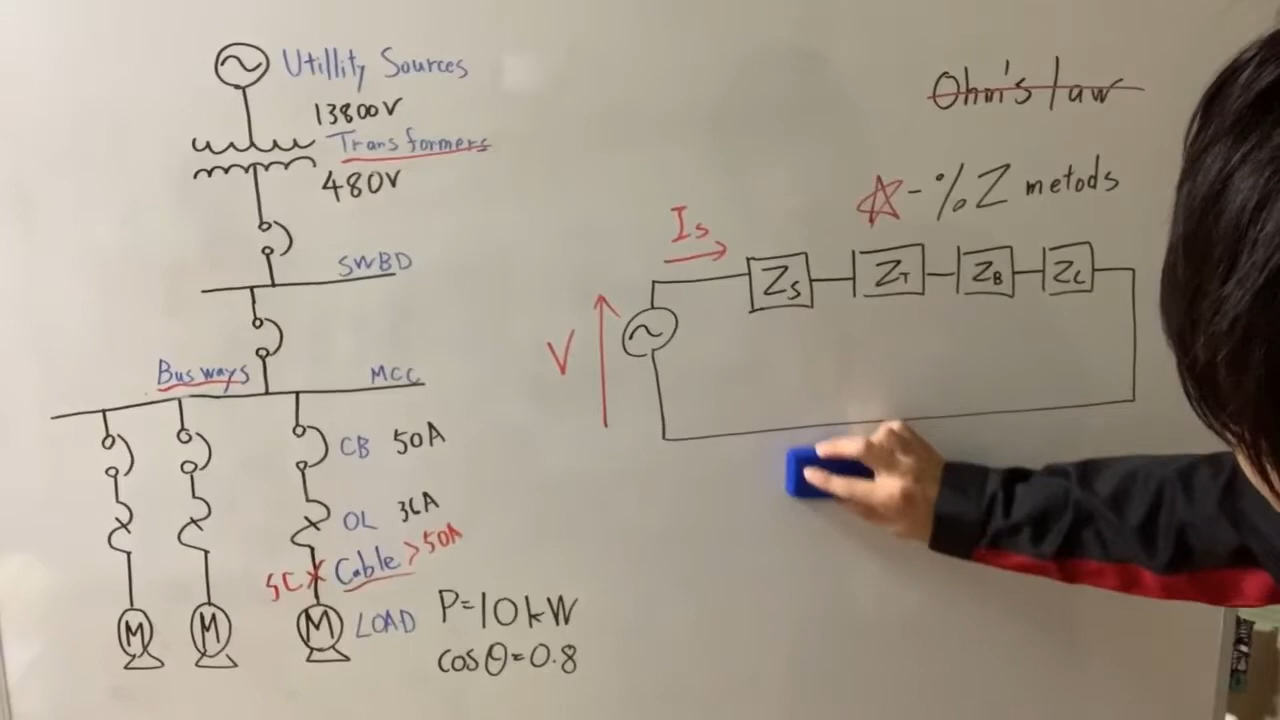 Utillity Sources
13800V
Transformers
480V
SWBD
Busways
MCC
CB 50A
OL 36A
SC Cable >50A
LOAD P=10kW
cosθ=0.8
Ohm's law
☆-%Z metods
Is
V
Zs
ZT
ZB
Zc
M
M
M